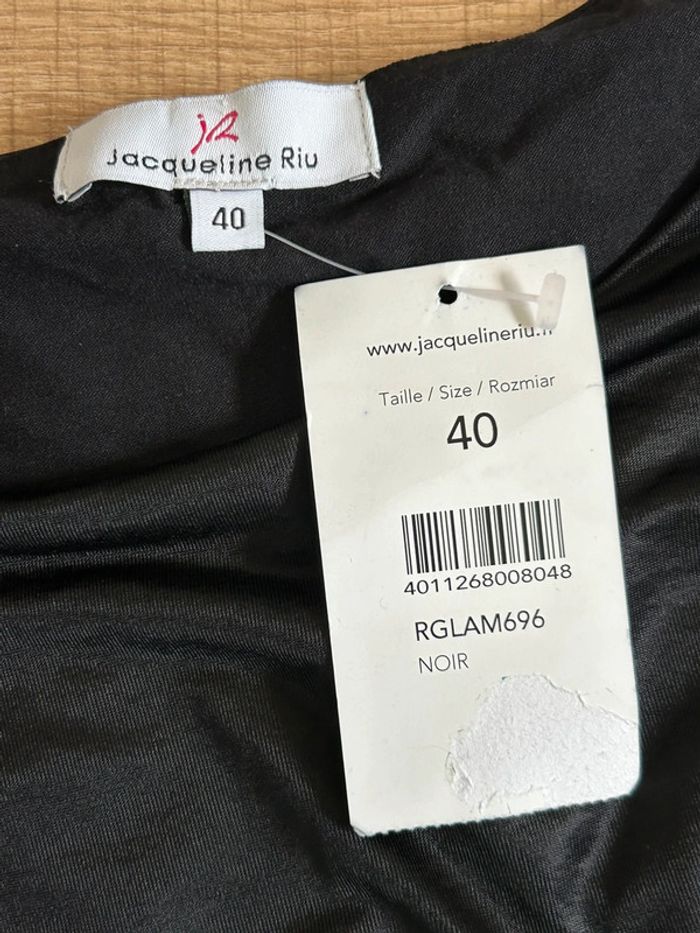 jR
Jacqueline Riu
40
www.jacquelineriu.fr
Taille / Size / Rozmiar
40
4011268008048
RGLAM696
NOIR